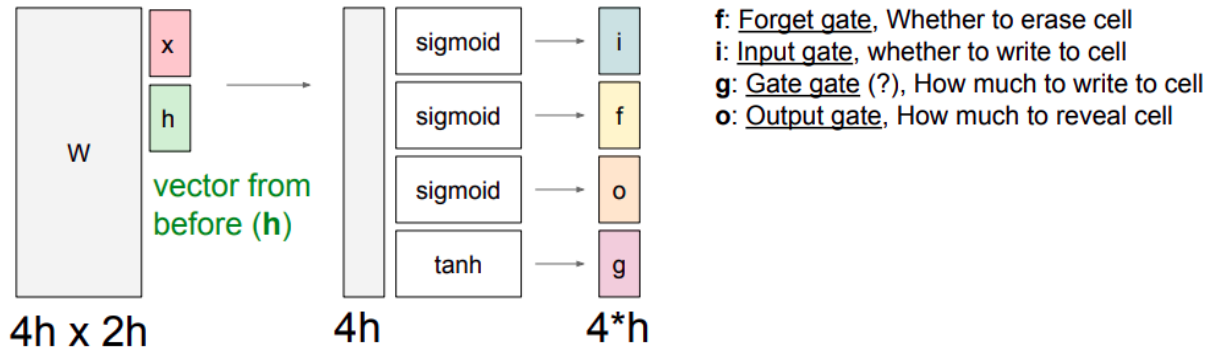 W
x
h
vector from
before (h)
4h x 2h
sigmoid
sigmoid
sigmoid
tanh
4h
i
f
o
g
4*h
f: Forget gate, Whether to erase cell
i: Input gate, whether to write to cell
g: Gate gate (?), How much to write to cell
o: Output gate, How much to reveal cell